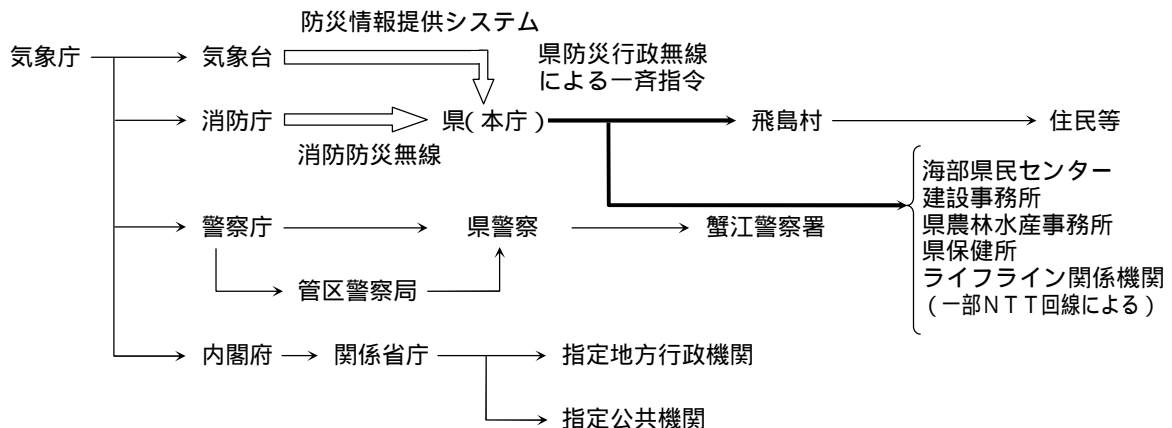 防災情報提供システム
気象庁
気象台
県防災行政無線
による一斉指令
消防庁
県(本庁)
飛島村
住民等
消防防災無線
海部県民センター
建設事務所
県農林水産事務所
県保健所
ライフライン関係機関
(一部NTT回線による)
警察庁
県警察
蟹江警察署
管区警察局
内閣府
関係省庁
指定地方行政機関
指定公共機関